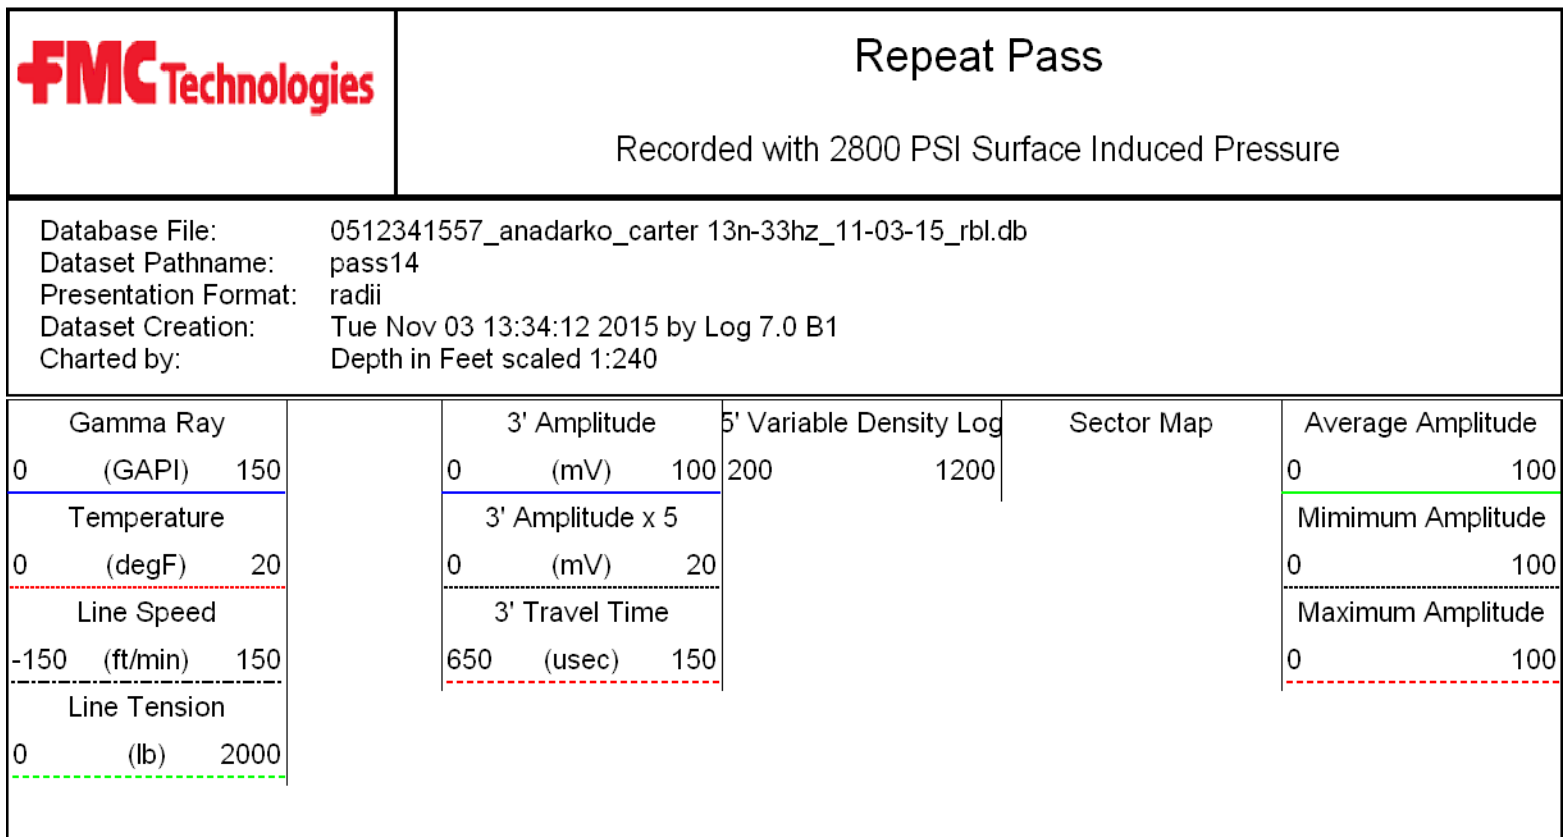 FMC Technologies
Repeat Pass
Recorded with 2800 PSI Surface Induced Pressure
Database File: 0512341557_anadarko_carter 13n-33hz_11-03-15_rbl.db
Dataset Pathname: pass14
Presentation Format: radii
Dataset Creation: Tue Nov 03 13:34:12 2015 by Log 7.0 B1
Charted by: Depth in Feet scaled 1:240
Gamma Ray 3' Amplitude 5' Variable Density Log Sector Map Average Amplitude
0 (GAPI) 150 0 (mV) 100 200 1200 0 100
Temperature 3' Amplitude x 5 Mimimum Amplitude
0 (degF) 20 0 (mV) 20 0 100
Line Speed 3' Travel Time Maximum Amplitude
-150 (ft/min) 150 650 (usec) 150 0 100
Line Tension
0 (lb) 2000